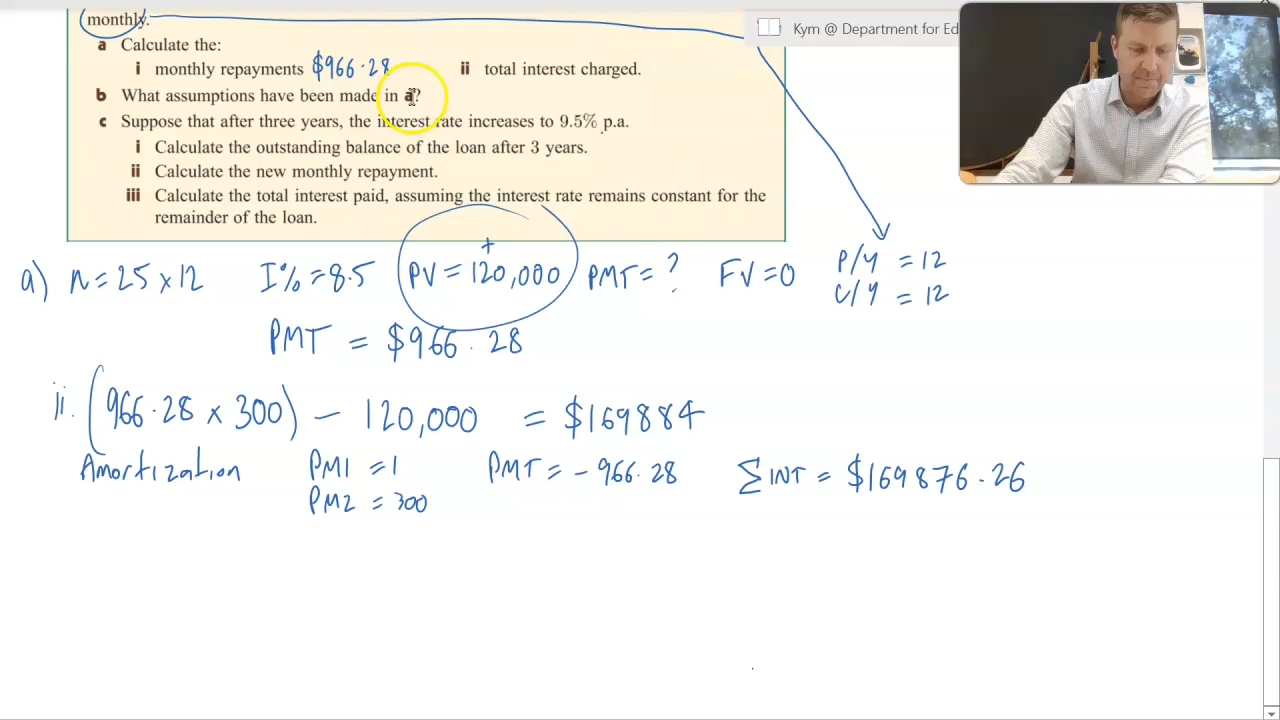 monthly.
Kym @ Department for Ed
a Calculate the:
i monthly repayments $966.28 ii total interest charged.
b What assumptions have been made in a?
c Suppose that after three years, the interest rate increases to 9.5% p.a.
i Calculate the outstanding balance of the loan after 3 years.
ii Calculate the new monthly repayment.
iii Calculate the total interest paid, assuming the interest rate remains constant for the
remainder of the loan.
a) n = 25 × 12 I% = 8.5 PV = +120,000 PMT = ? FV = 0 P/Y = 12
C/Y = 12
PMT = $966.28
ii. (966.28 × 300) - 120,000 = $169884
Amortization PM1 = 1 PMT = - 966.28 ∑INT = $169876.26
PM2 = 300